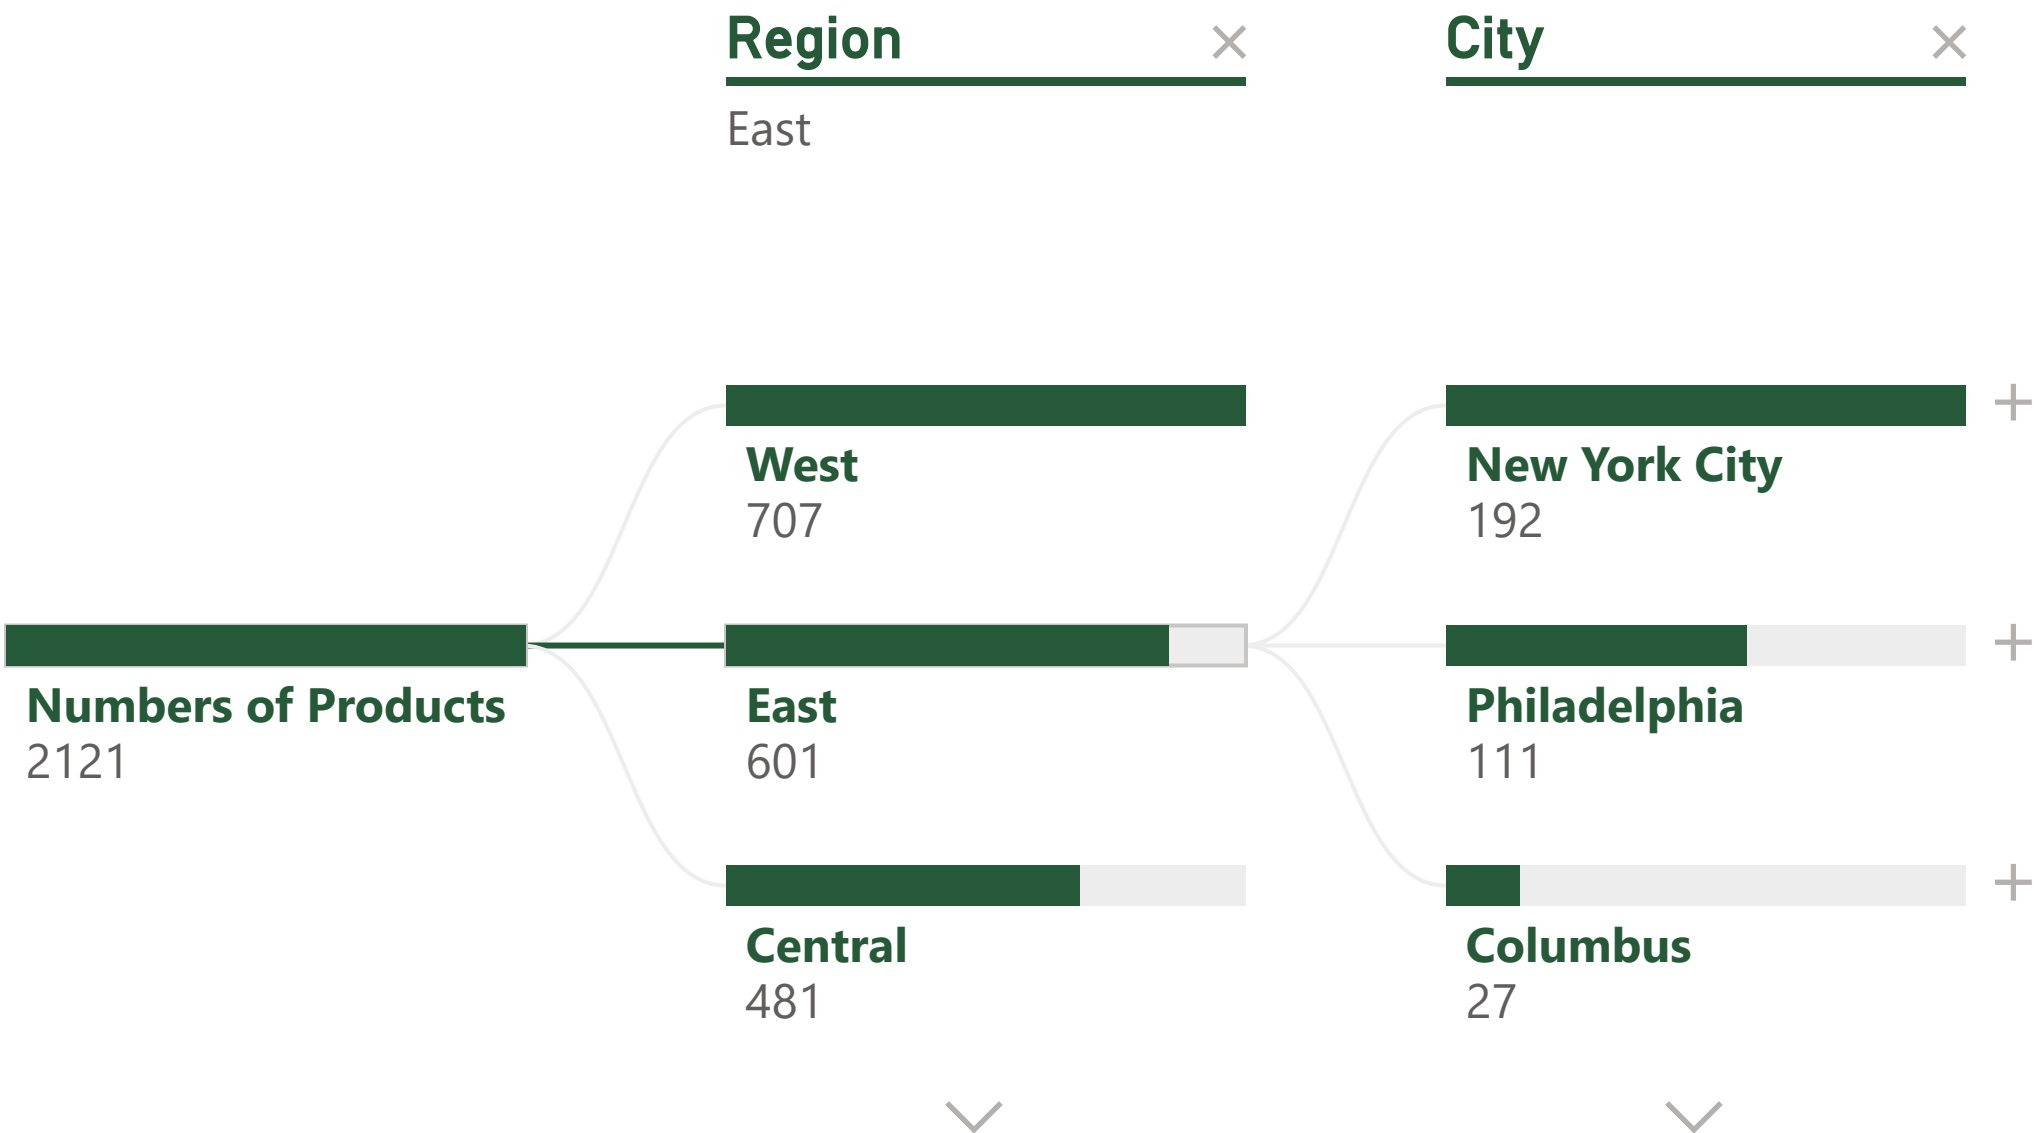 Region
City
East
West
707
New York City
192
Numbers of Products
2121
East
601
Philadelphia
111
Central
481
Columbus
27